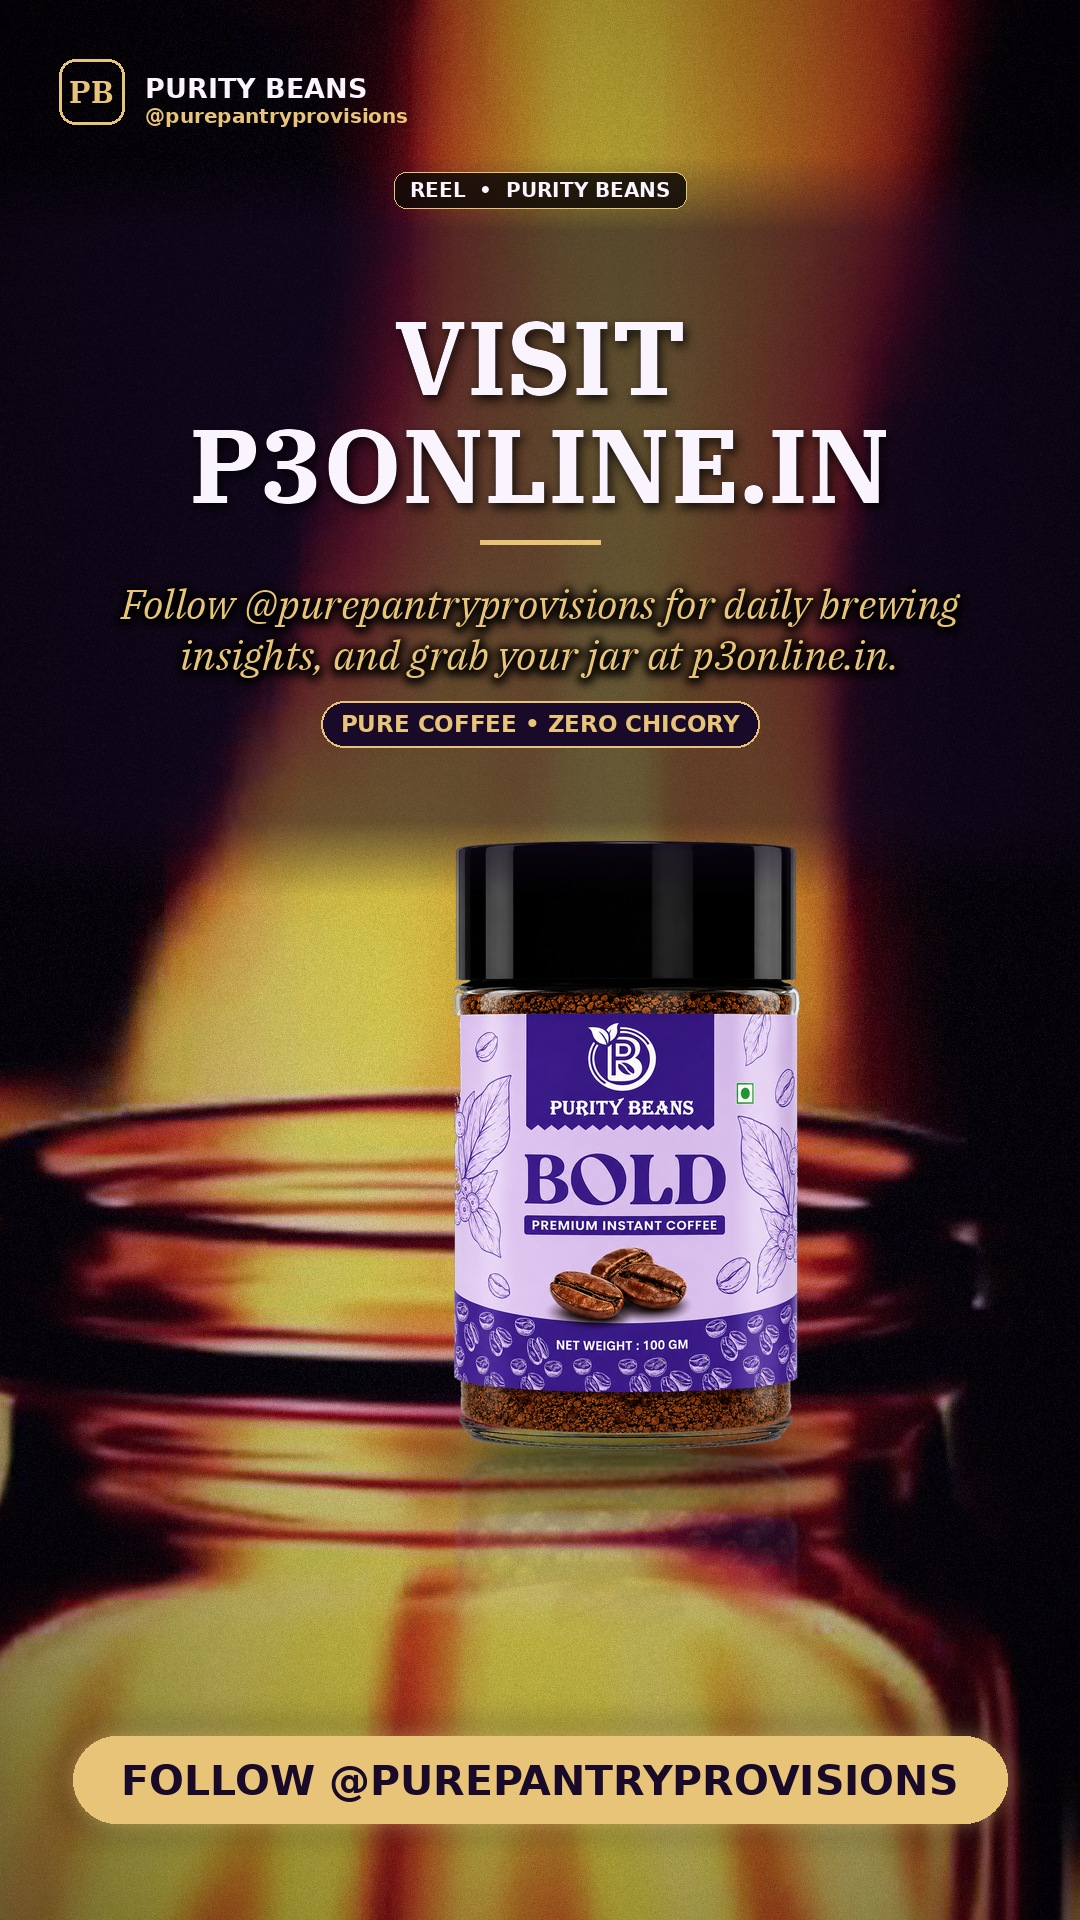 PB
PURITY BEANS
@purepantryprovisions
REEL • PURITY BEANS
VISIT
P3ONLINE.IN
Follow @purepantryprovisions for daily brewing
insights, and grab your jar at p3online.in.
PURE COFFEE • ZERO CHICORY
B
PURITY BEANS
BOLD
PREMIUM INSTANT COFFEE
NET WEIGHT : 100 GM
FOLLOW @PUREPANTRYPROVISIONS